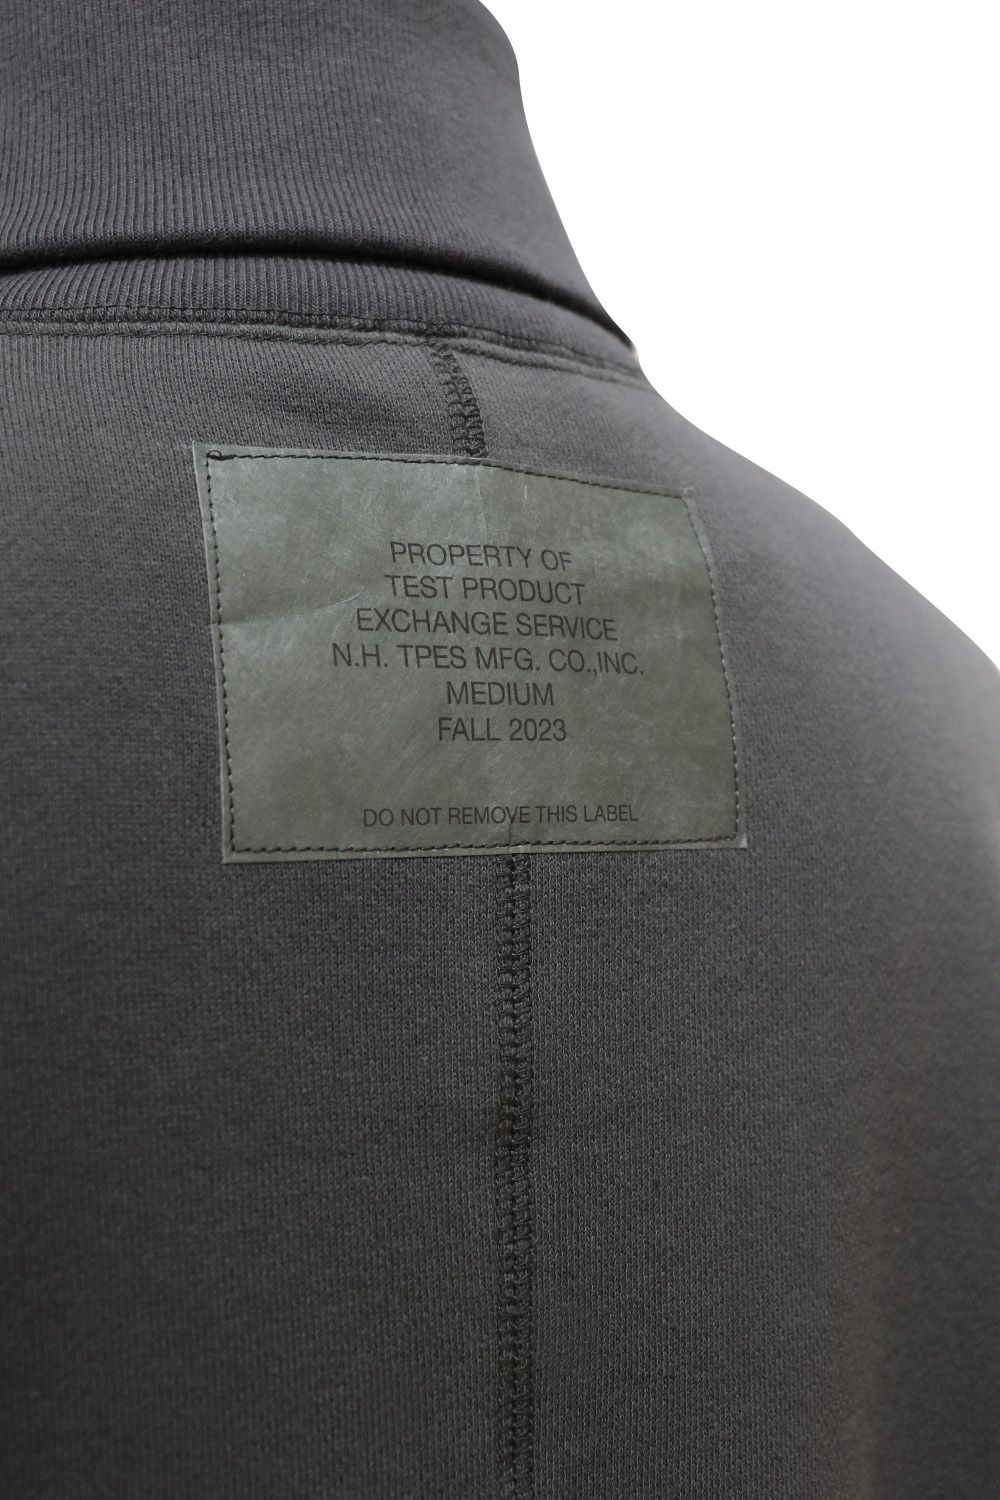 PROPERTY OF
TEST PRODUCT
EXCHANGE SERVICE
N.H. TPES MFG. CO.,INC.
MEDIUM
FALL 2023
DO NOT REMOVE THIS LABEL